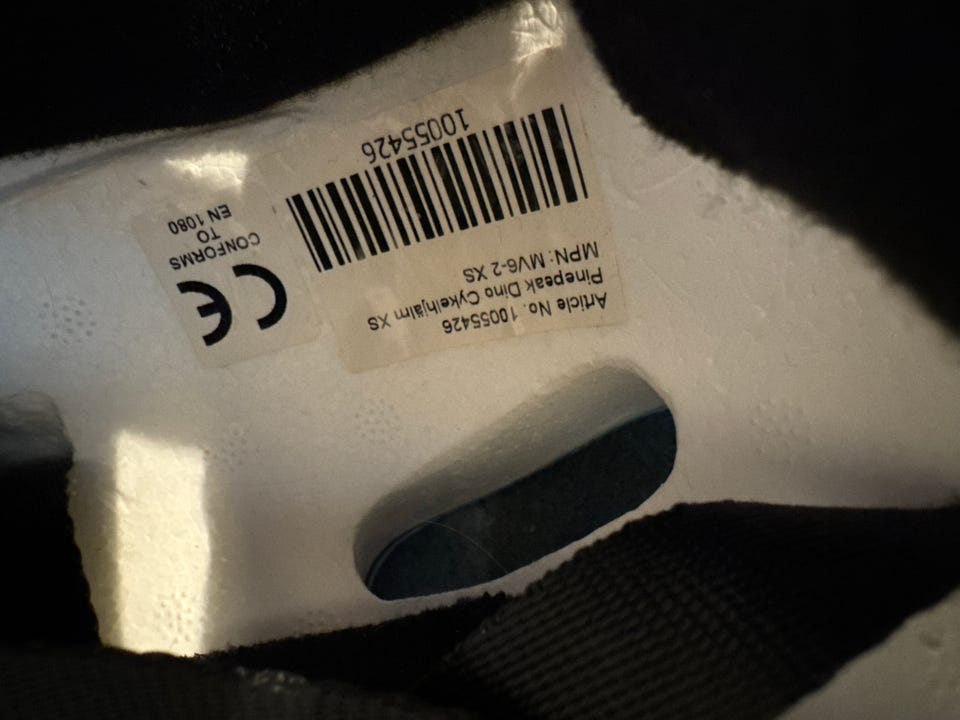 Article No. 10055426
Pinepeak Dino Cykelhjälm XS
MPN: MV6-2 XS
10055426
CE
CONFORMS
TO
EN 1080